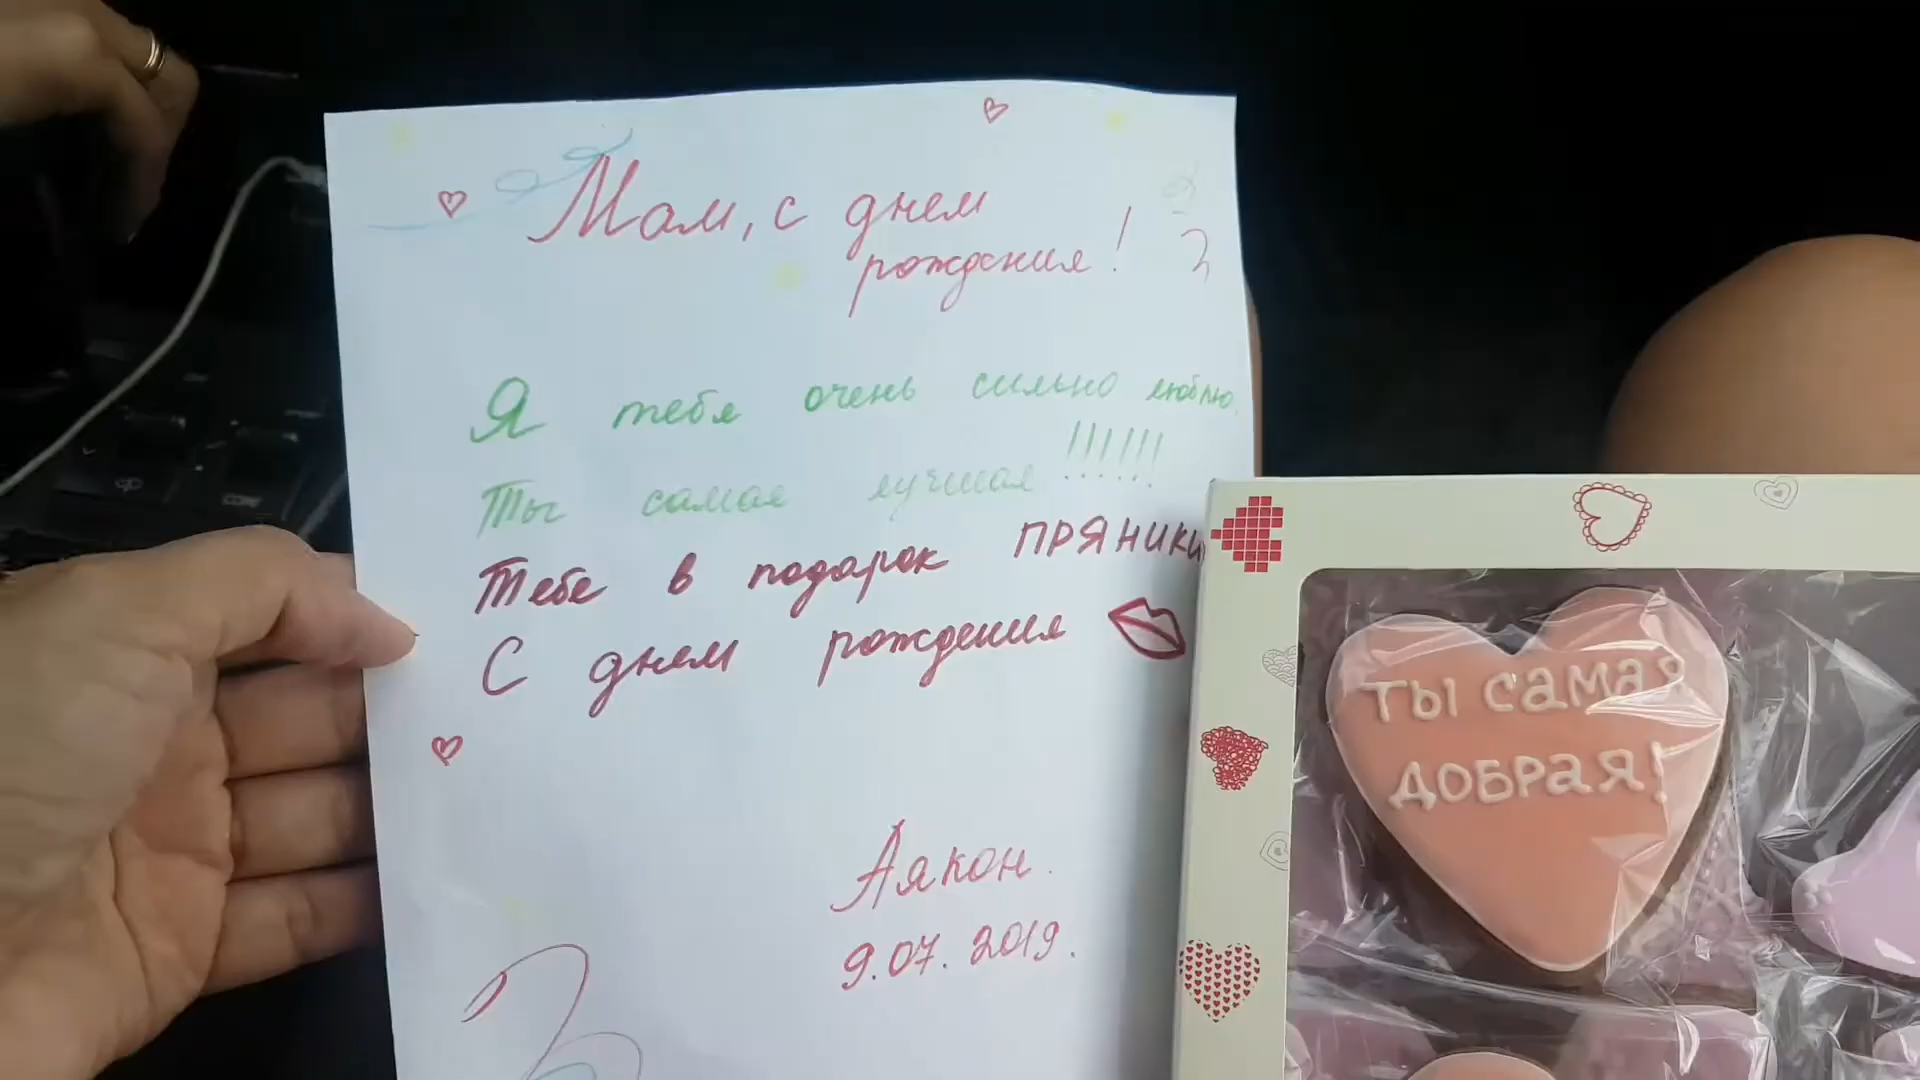 Мам, с днем
рождения!
Я тебя очень сильно люблю.
Ты самая лучшая !!!!!!
Тебе в подарок ПРЯНИКИ
С днем рождения
Аякон.
9.07.2019.
ТЫ САМАЯ
ДОБРАЯ!